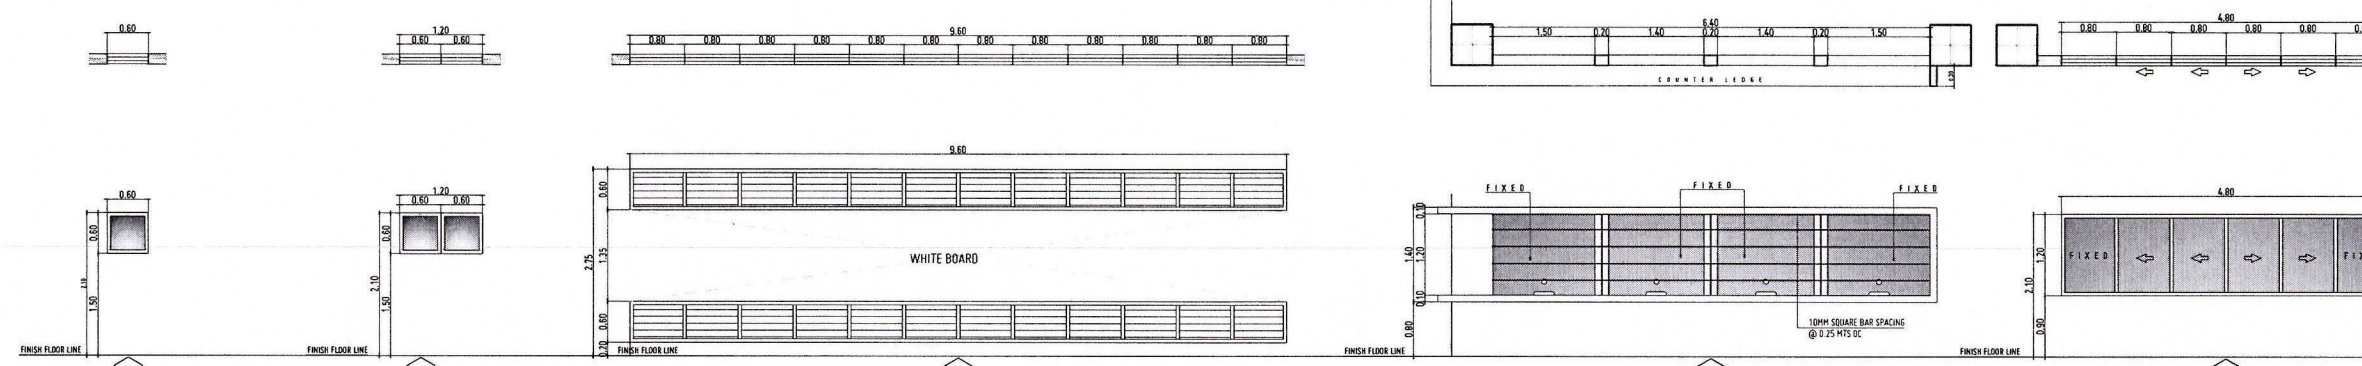 0.60
1.20
0.60 0.60
9.60
0.80 0.80 0.80 0.80 0.80 0.80 0.80 0.80 0.80 0.80 0.80 0.80
6.40
1.50 0.20 1.40 0.20 1.40 0.20 1.50
COUNTER LEDGE
4.80
0.80 0.80 0.80 0.80 0.80
0.60
0.60
2.10
1.50
FINISH FLOOR LINE
1.20
0.60 0.60
0.60
2.10
1.50
FINISH FLOOR LINE
9.60
0.60
2.75
1.35
WHITE BOARD
0.60
0.20
FINISH FLOOR LINE
FIXED FIXED FIXED
0.10
1.40
1.20
0.10
0.80
10MM SQUARE BAR SPACING
@ 0.25 MTS OC
FINISH FLOOR LINE
4.80
1.20
2.10
0.90
FIXED
FINISH FLOOR LINE